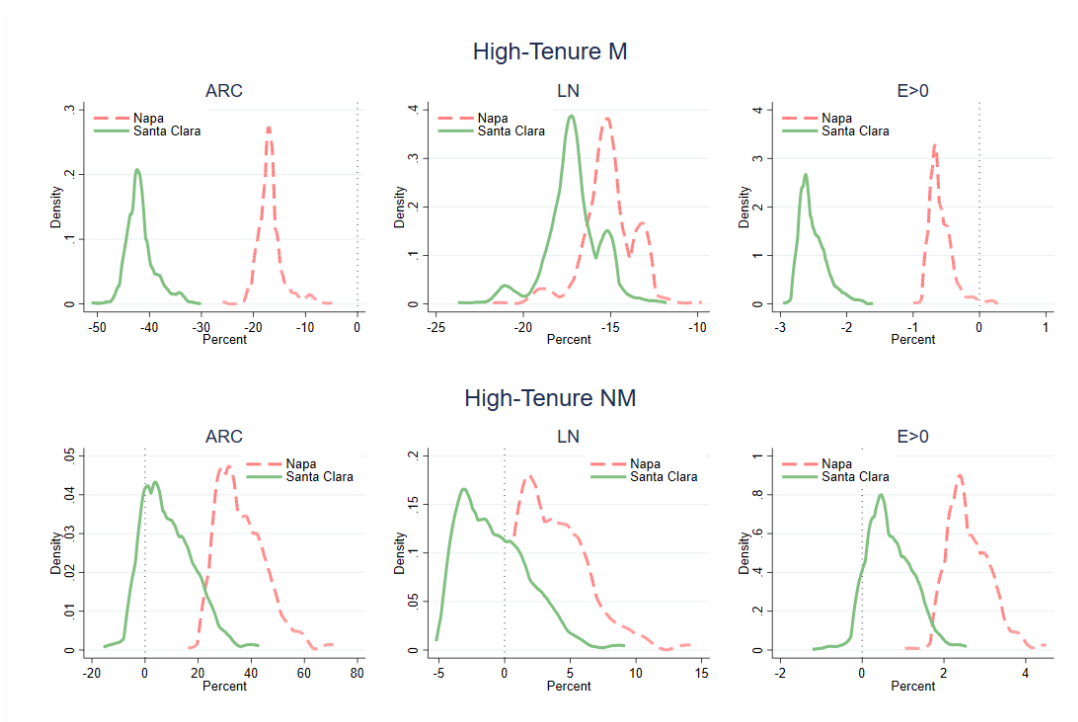 High-Tenure M
ARC
LN
E>0
Napa
Santa Clara
Density
.3
.2
.1
0
-50
-40
-30
-20
-10
0
Percent
Napa
Santa Clara
Density
.4
.3
.2
.1
0
-25
-20
-15
-10
Percent
Napa
Santa Clara
Density
4
3
2
1
0
-3
-2
-1
0
1
Percent
High-Tenure NM
ARC
LN
E>0
Napa
Santa Clara
Density
.05
.04
.03
.02
.01
0
-20
0
20
40
60
80
Percent
Napa
Santa Clara
Density
.2
.15
.1
.05
0
-5
0
5
10
15
Percent
Napa
Santa Clara
Density
1
.8
.6
.4
.2
0
-2
0
2
4
Percent